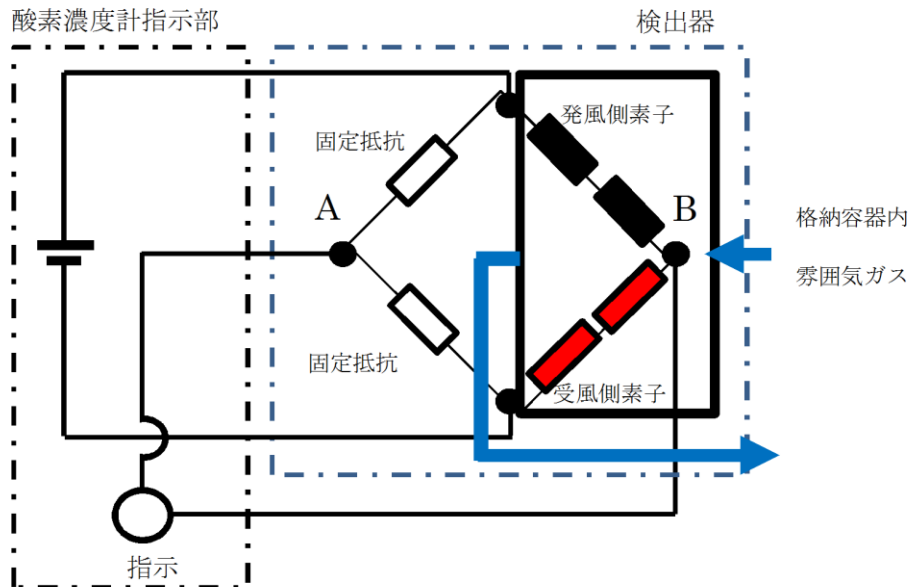 酸素濃度計指示部
検出器
発風側素子
固定抵抗
A
B
格納容器内
雰囲気ガス
固定抵抗
受風側素子
指示